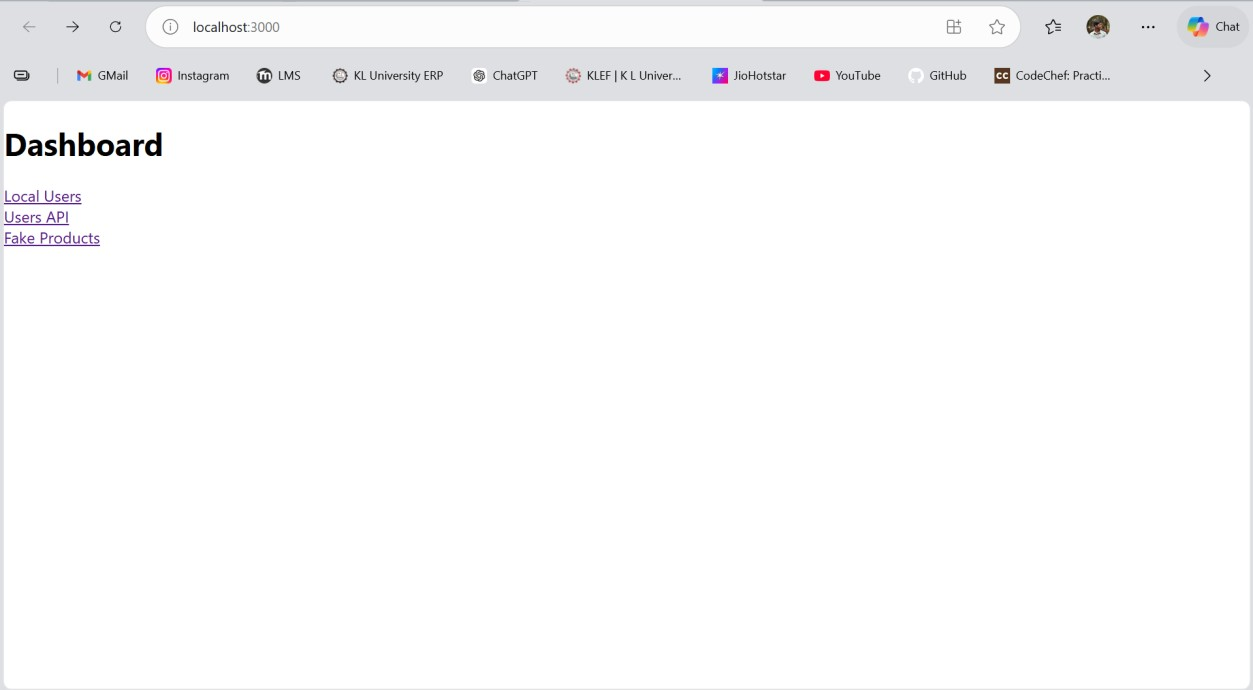 localhost:3000
Chat
GMail
Instagram
LMS
KL University ERP
ChatGPT
KLEF | K L Univer...
JioHotstar
YouTube
GitHub
CodeChef: Practi...
Dashboard
Local Users
Users API
Fake Products